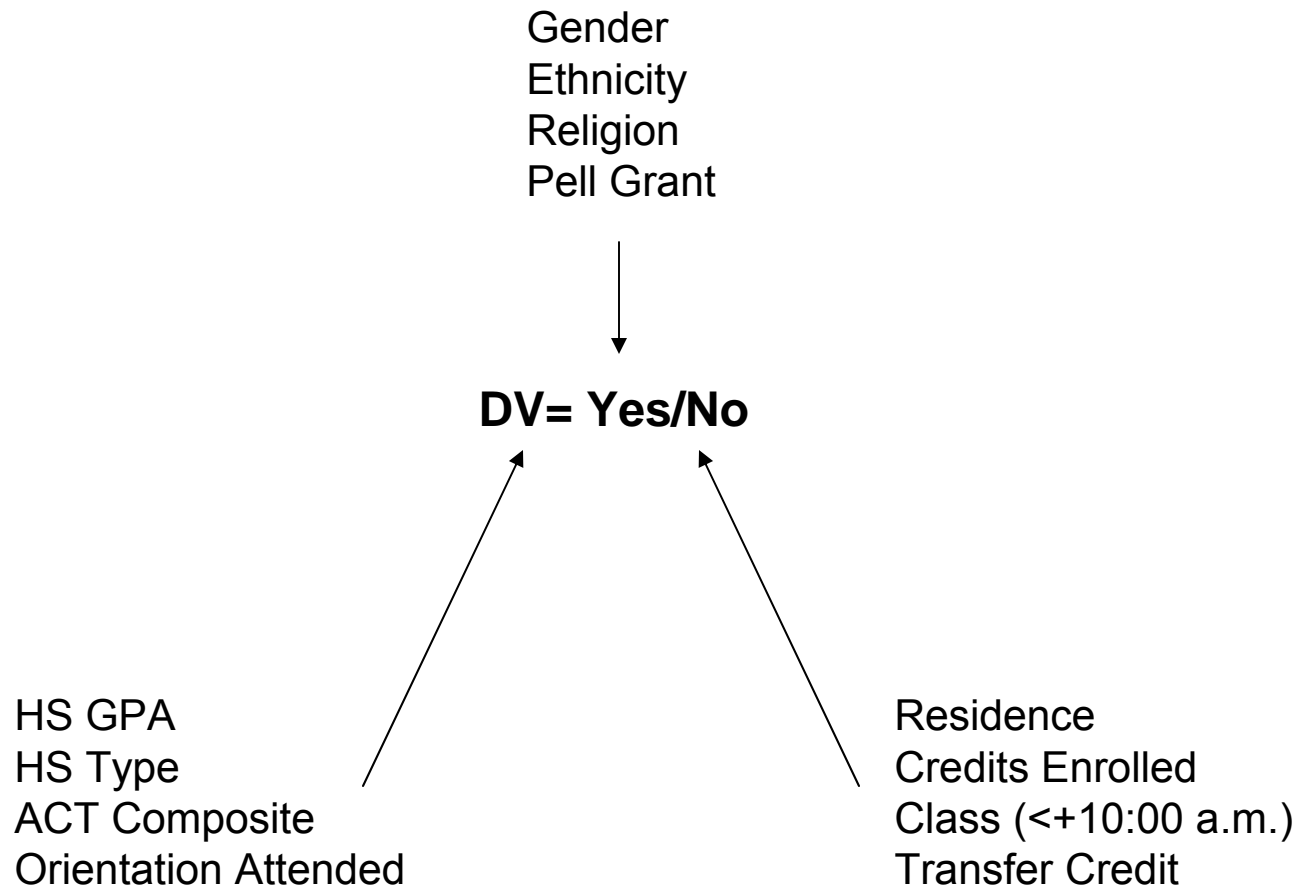 Gender
Ethnicity
Religion
Pell Grant
DV= Yes/No
HS GPA
HS Type
ACT Composite
Orientation Attended
Residence
Credits Enrolled
Class (<+10:00 a.m.)
Transfer Credit